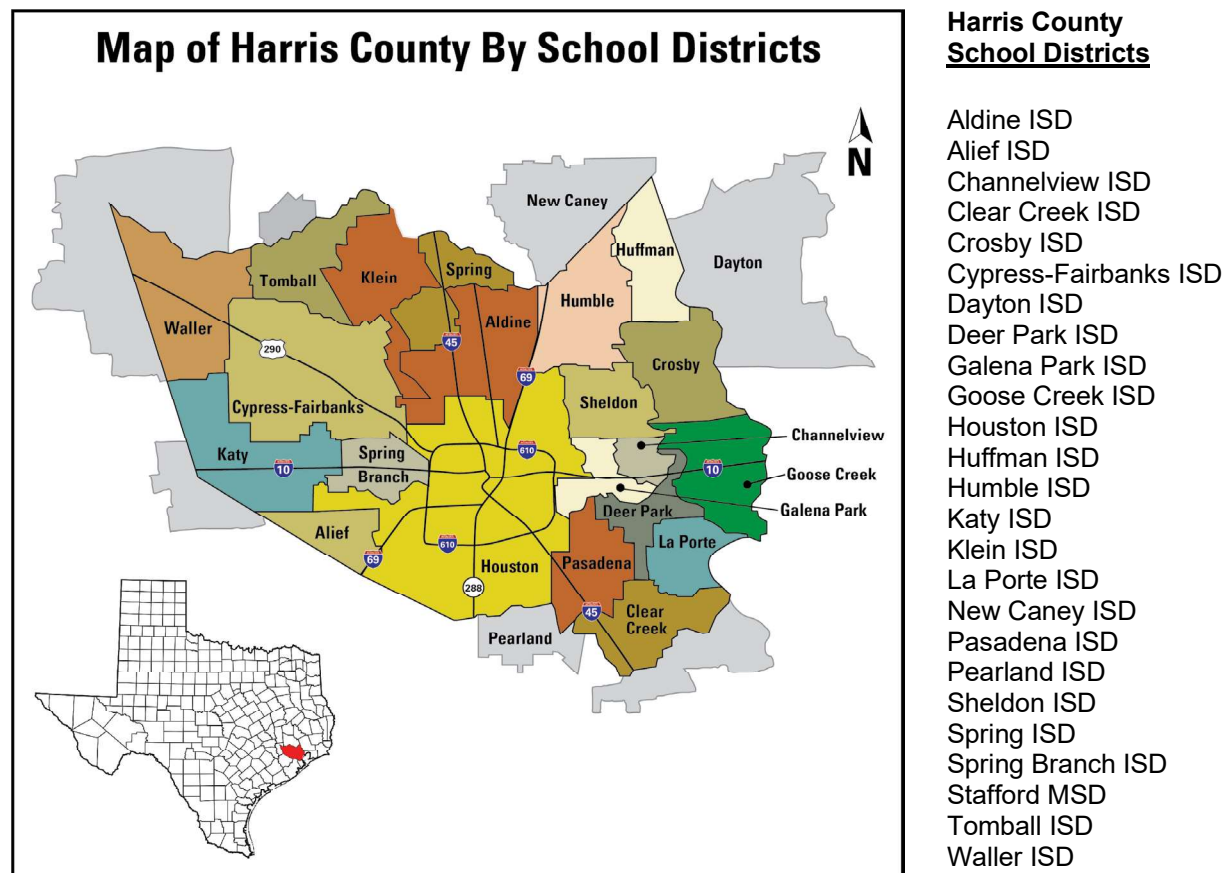 Map of Harris County By School Districts
N
New Caney
Huffman
Dayton
Tomball
Klein
Spring
Humble
Waller
Aldine
290
45
69
Crosby
Cypress-Fairbanks
Sheldon
Channelview
Katy
10
Spring
Branch
610
10
Goose Creek
Galena Park
Deer Park
Alief
69
610
La Porte
Houston
Pasadena
288
45
Clear
Creek
Pearland
Harris County
School Districts
Aldine ISD
Alief ISD
Channelview ISD
Clear Creek ISD
Crosby ISD
Cypress-Fairbanks ISD
Dayton ISD
Deer Park ISD
Galena Park ISD
Goose Creek ISD
Houston ISD
Huffman ISD
Humble ISD
Katy ISD
Klein ISD
La Porte ISD
New Caney ISD
Pasadena ISD
Pearland ISD
Sheldon ISD
Spring ISD
Spring Branch ISD
Stafford MSD
Tomball ISD
Waller ISD